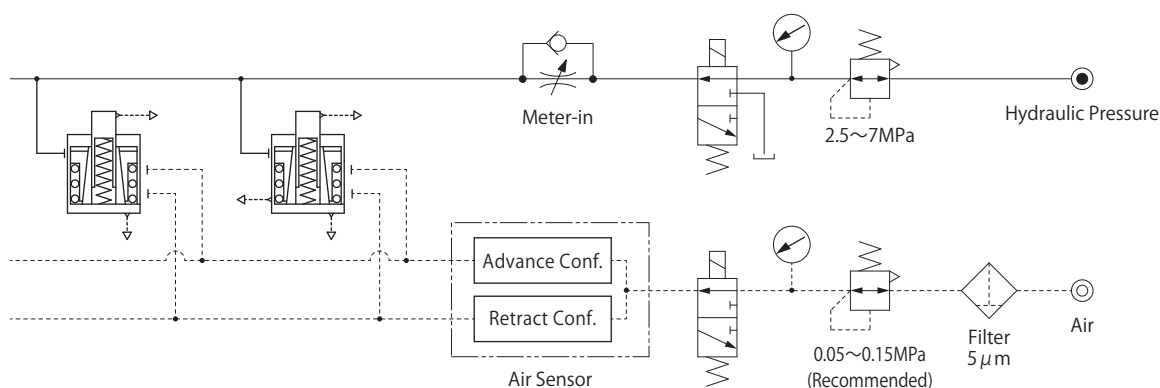 Meter-in
2.5～7MPa
Hydraulic Pressure
Advance Conf.
Retract Conf.
Air Sensor
0.05～0.15MPa
(Recommended)
Filter
5μm
Air